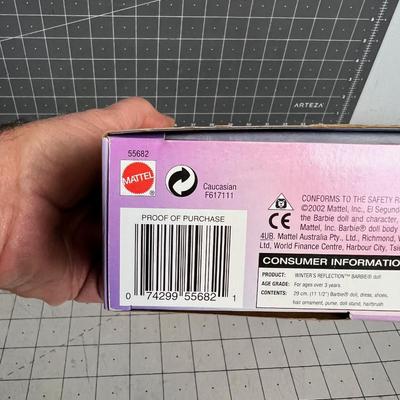 ARTEZA
55682
MATTEL
Caucasian
F617111
PROOF OF PURCHASE
0 74299 55682 1
CONFORMS TO THE SAFETY R
©2002 Mattel, Inc., El Segund
the Barbie doll and character,
Mattel, Inc. Barbie® doll body
4UB. Mattel Australia Pty., Ltd., Richmond,
Ltd, World Finance Centre, Harbour City, Tsi
CE
CONSUMER INFORMATIO
PRODUCT: WINTER'S REFLECTION™ BARBIE® doll
AGE GRADE: For ages over 3 years.
CONTENTS: 29 cm. (11 1/2") Barbie® doll, dress, shoes,
hair ornament, purse, doll stand, hairbrush